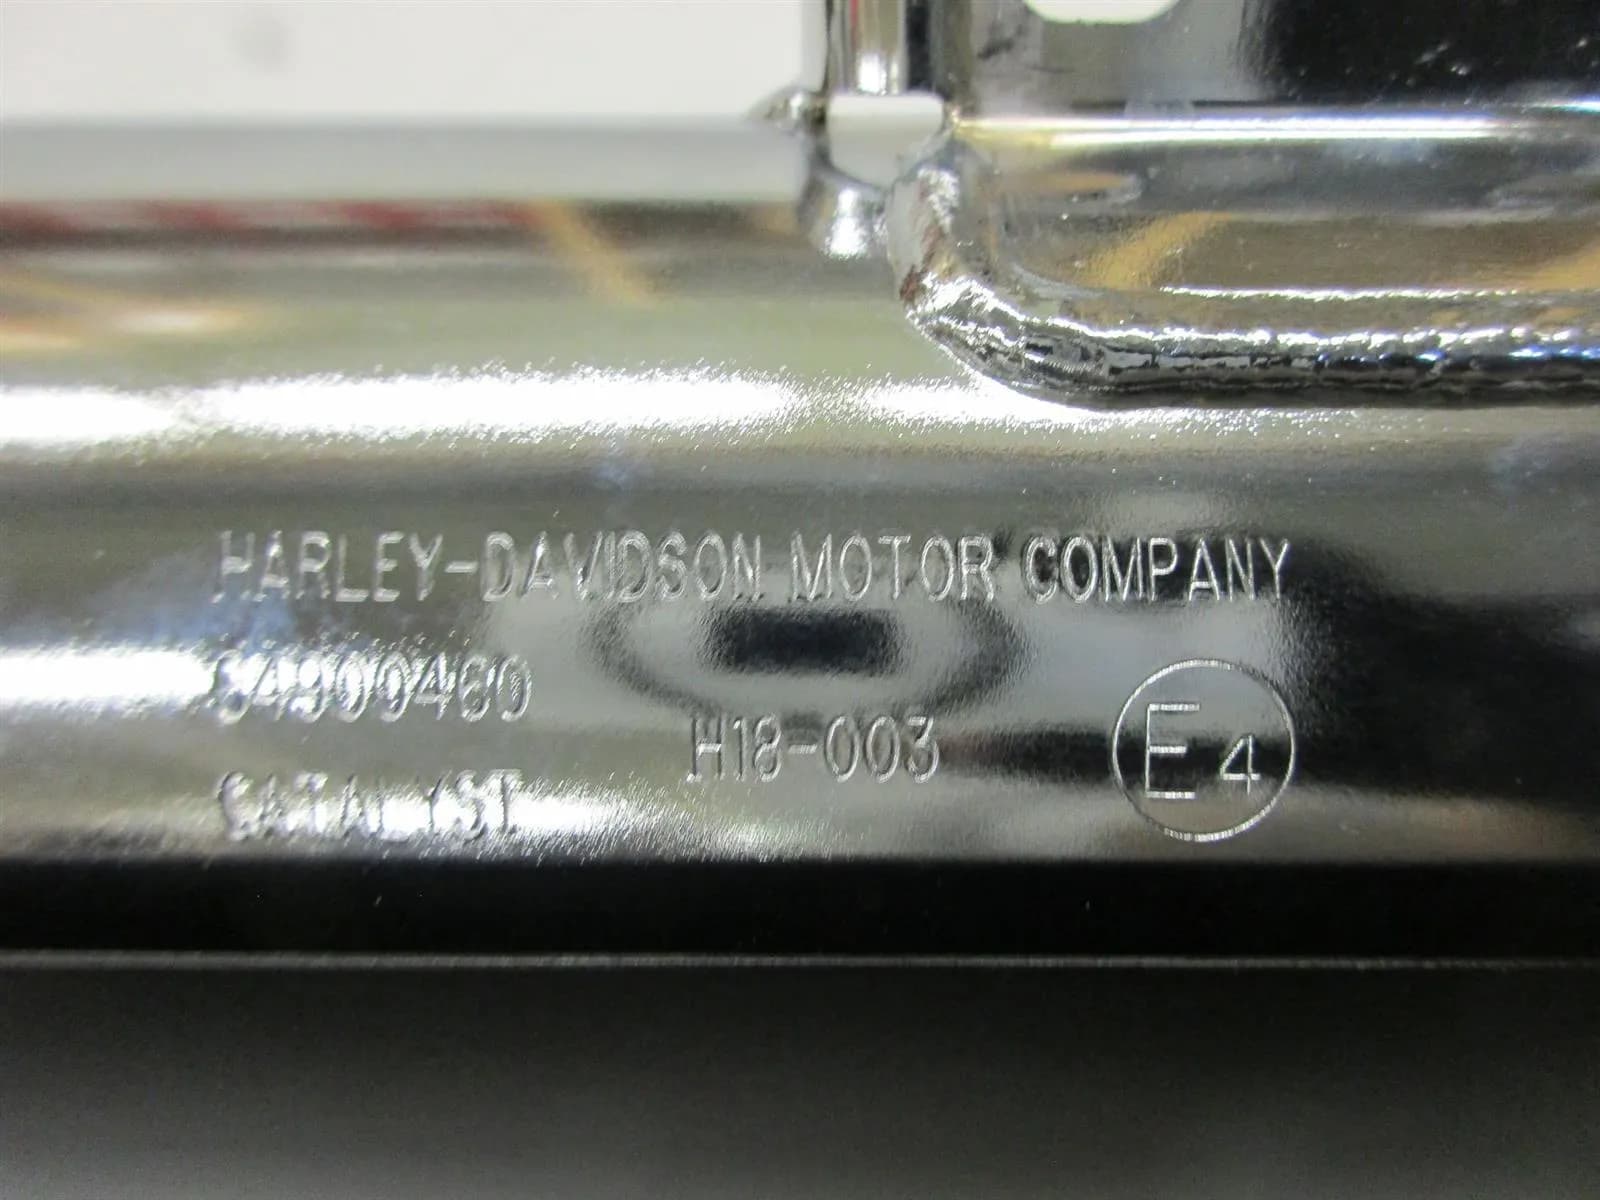 HARLEY-DAVIDSON MOTOR COMPANY
64900460
H18-003
E4
CATALYST